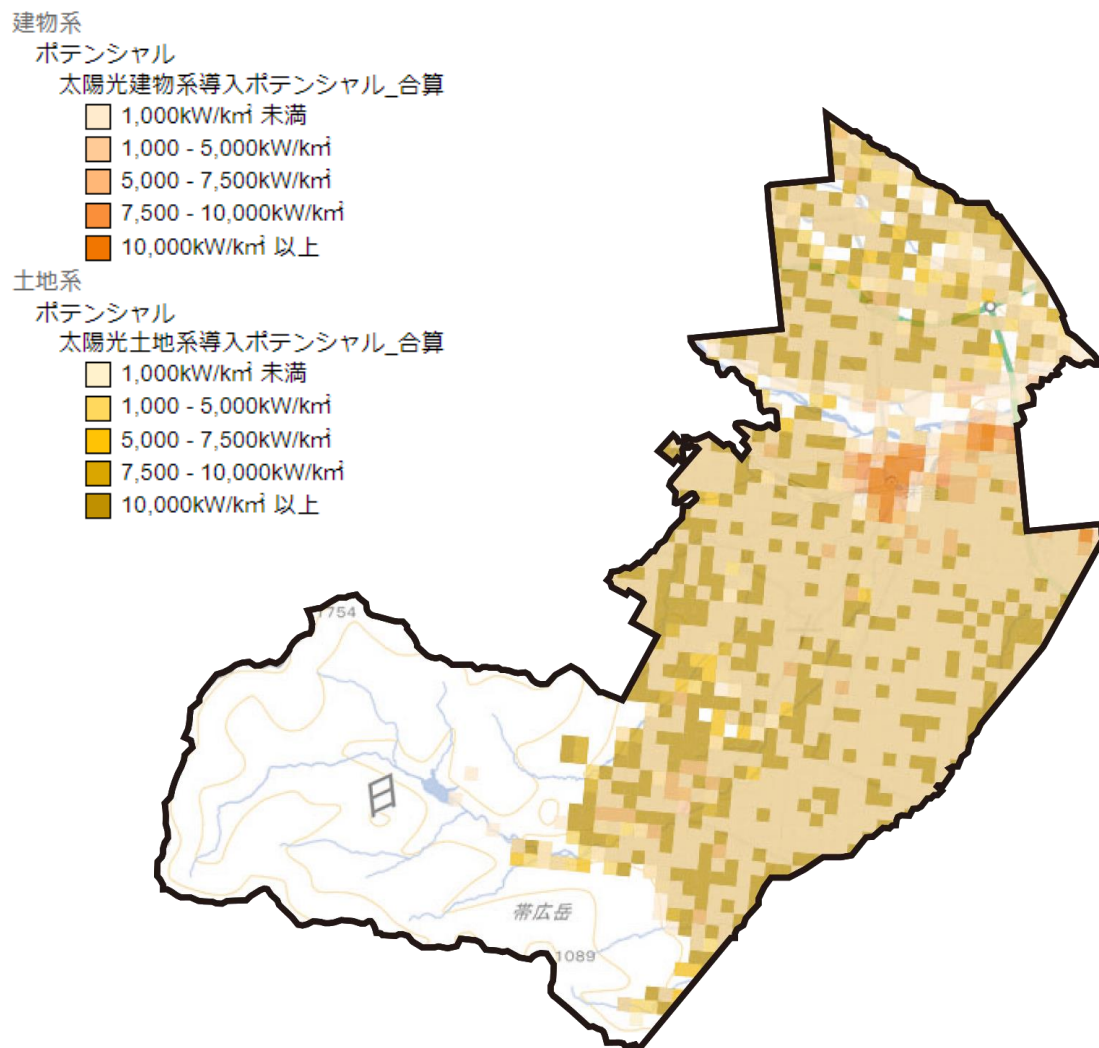 建物系
ポテンシャル
太陽光建物系導入ポテンシャル_合算
1,000kW/k㎡ 未満
1,000 - 5,000kW/k㎡
5,000 - 7,500kW/k㎡
7,500 - 10,000kW/k㎡
10,000kW/k㎡ 以上
土地系
ポテンシャル
太陽光土地系導入ポテンシャル_合算
1,000kW/k㎡ 未満
1,000 - 5,000kW/k㎡
5,000 - 7,500kW/k㎡
7,500 - 10,000kW/k㎡
10,000kW/k㎡ 以上
1754
帯広岳
1089